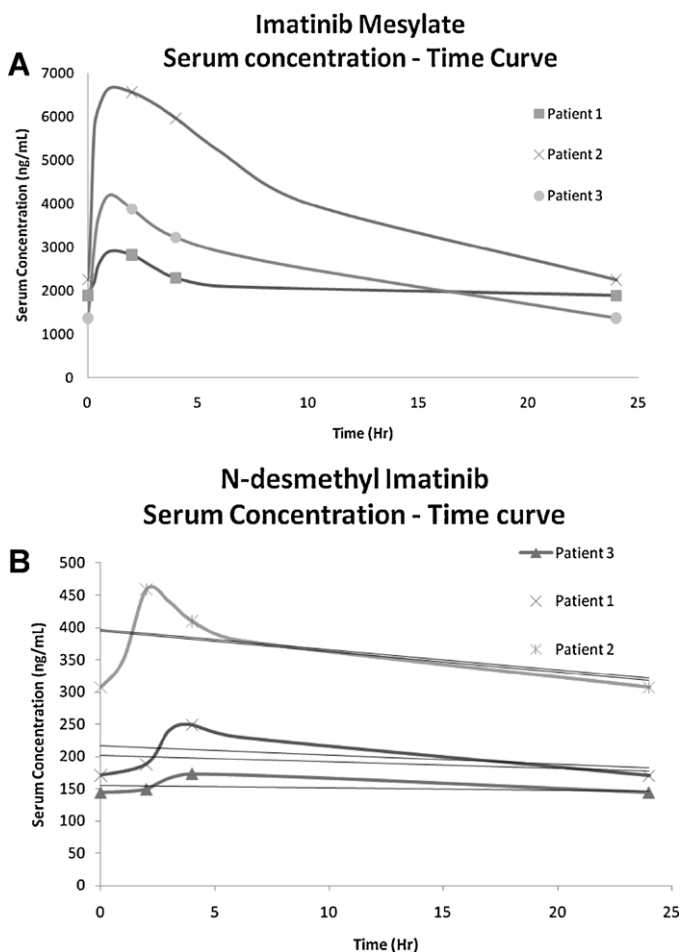 Imatinib Mesylate
Serum concentration - Time Curve
A
7000
6000
5000
4000
3000
2000
1000
0
Serum Concentration (ng/mL)
Patient 1
Patient 2
Patient 3
0 5 10 15 20 25
Time (Hr)
N-desmethyl Imatinib
Serum Concentration - Time curve
B
500
450
400
350
300
250
200
150
100
50
0
Serum Concentration (ng/mL)
Patient 3
Patient 1
Patient 2
0 5 10 15 20 25
Time (Hr)